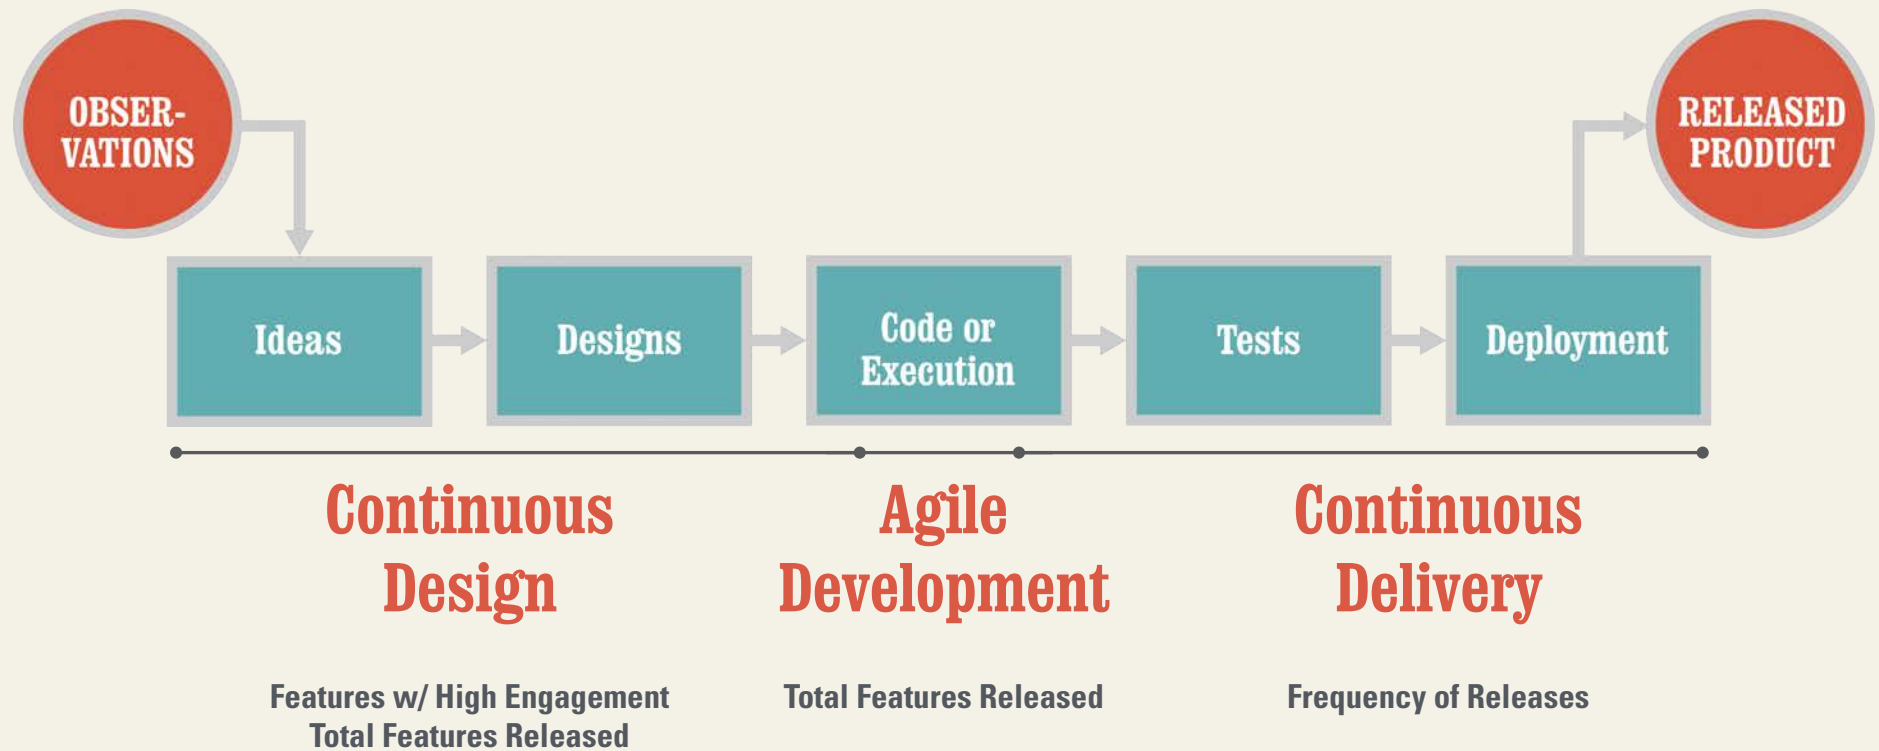 OBSER-
VATIONS
RELEASED
PRODUCT
Ideas
Designs
Code or
Execution
Tests
Deployment
Continuous
Design
Agile
Development
Continuous
Delivery
Features w/ High Engagement
Total Features Released
Total Features Released
Frequency of Releases